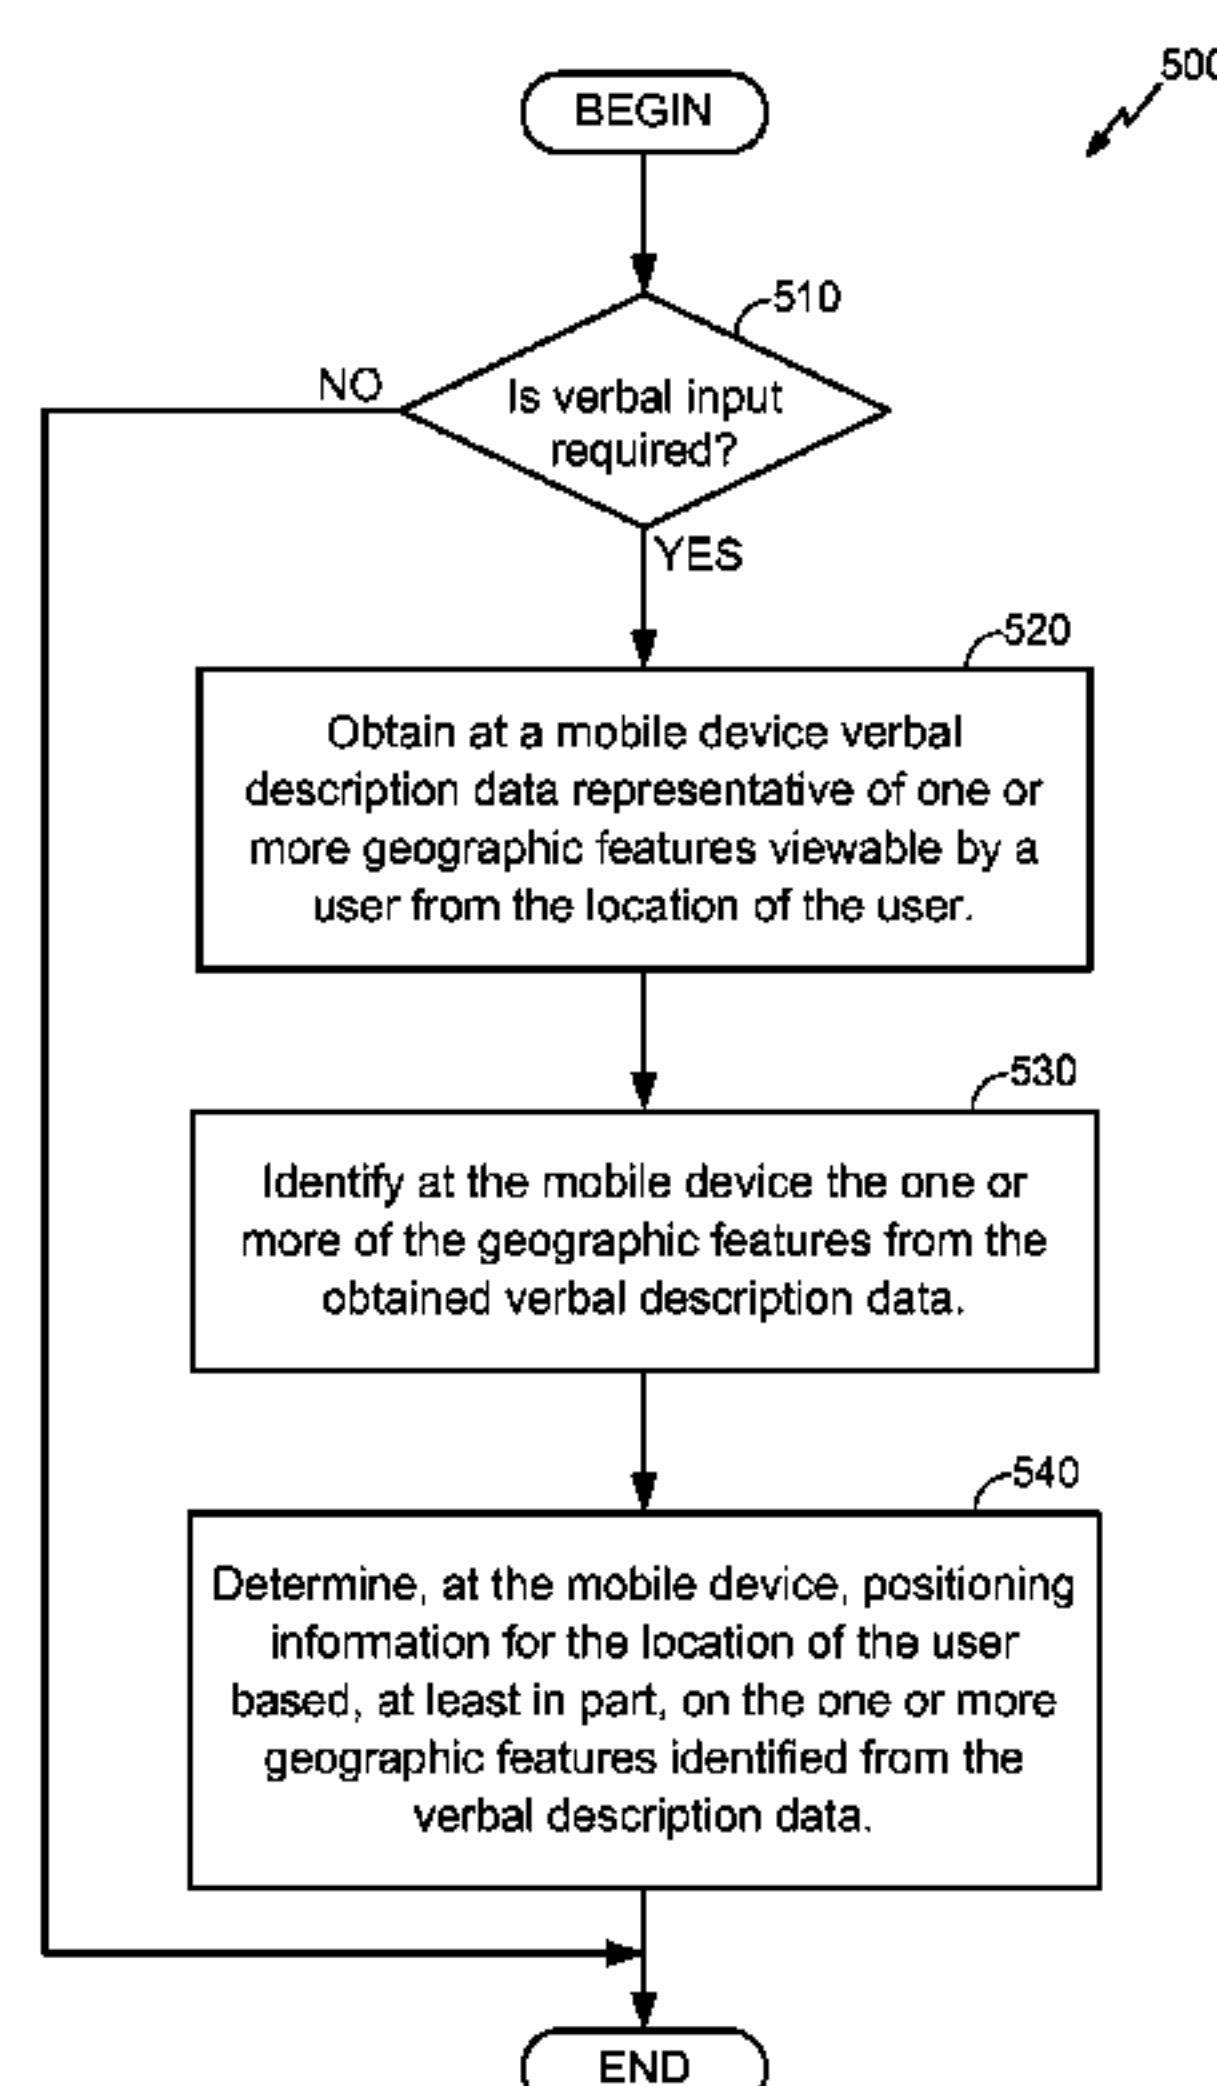 500
BEGIN
510
NO
Is verbal input
required?
YES
520
Obtain at a mobile device verbal
description data representative of one or
more geographic features viewable by a
user from the location of the user.
530
Identify at the mobile device the one or
more of the geographic features from the
obtained verbal description data.
540
Determine, at the mobile device, positioning
information for the location of the user
based, at least in part, on the one or more
geographic features identified from the
verbal description data.
END